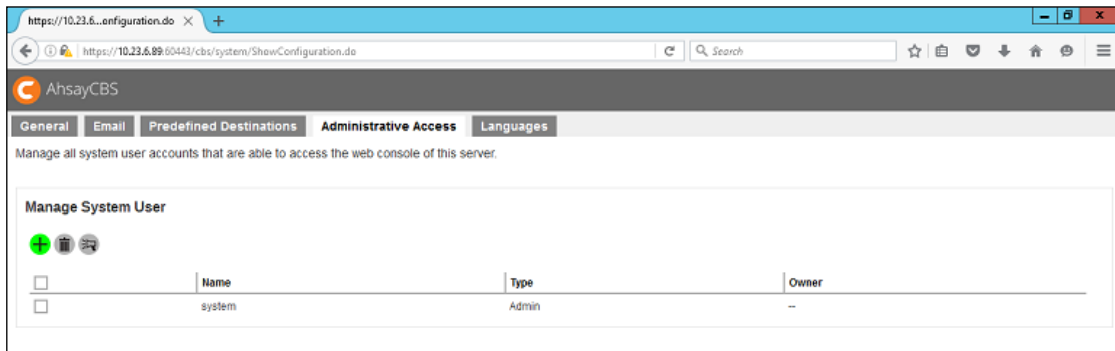 https://10.23.6...onfiguration.do
https://10.23.6.89:60443/cbs/system/ShowConfiguration.do
Search
AhsayCBS
General Email Predefined Destinations Administrative Access Languages
Manage all system user accounts that are able to access the web console of this server.
Manage System User
Name Type Owner
system Admin --